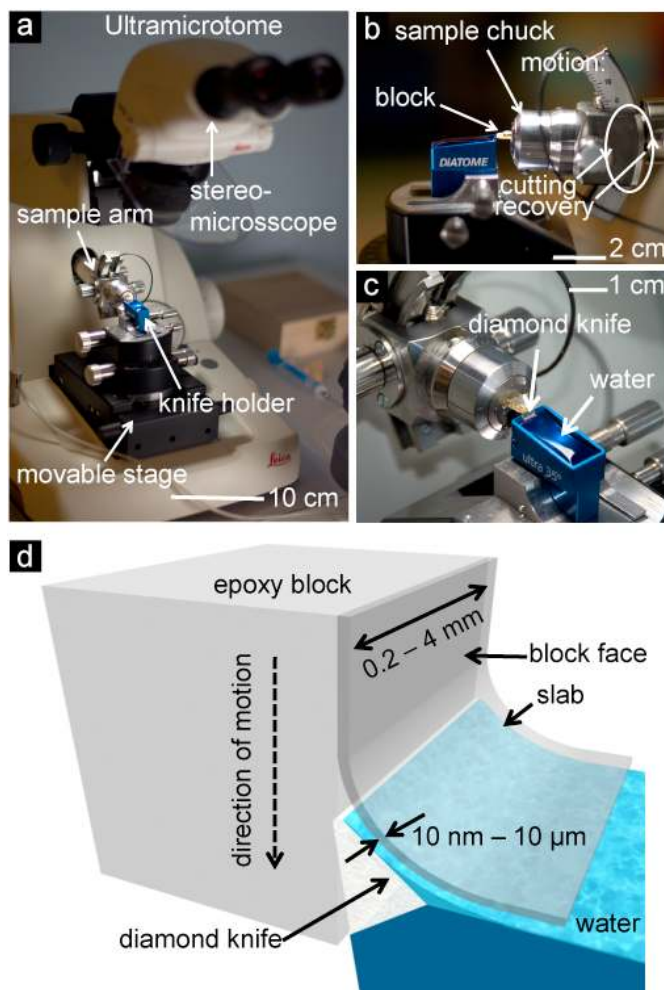 a
Ultramicrotome
stereo-
microsscope
sample arm
knife holder
movable stage
Leica
10 cm
b
sample chuck
motion:
block
DIATOME
cutting
recovery
2 cm
c
1 cm
diamond knife
water
ultra 35°
d
epoxy block
0.2 – 4 mm
block face
slab
direction of motion
10 nm – 10 µm
diamond knife
water